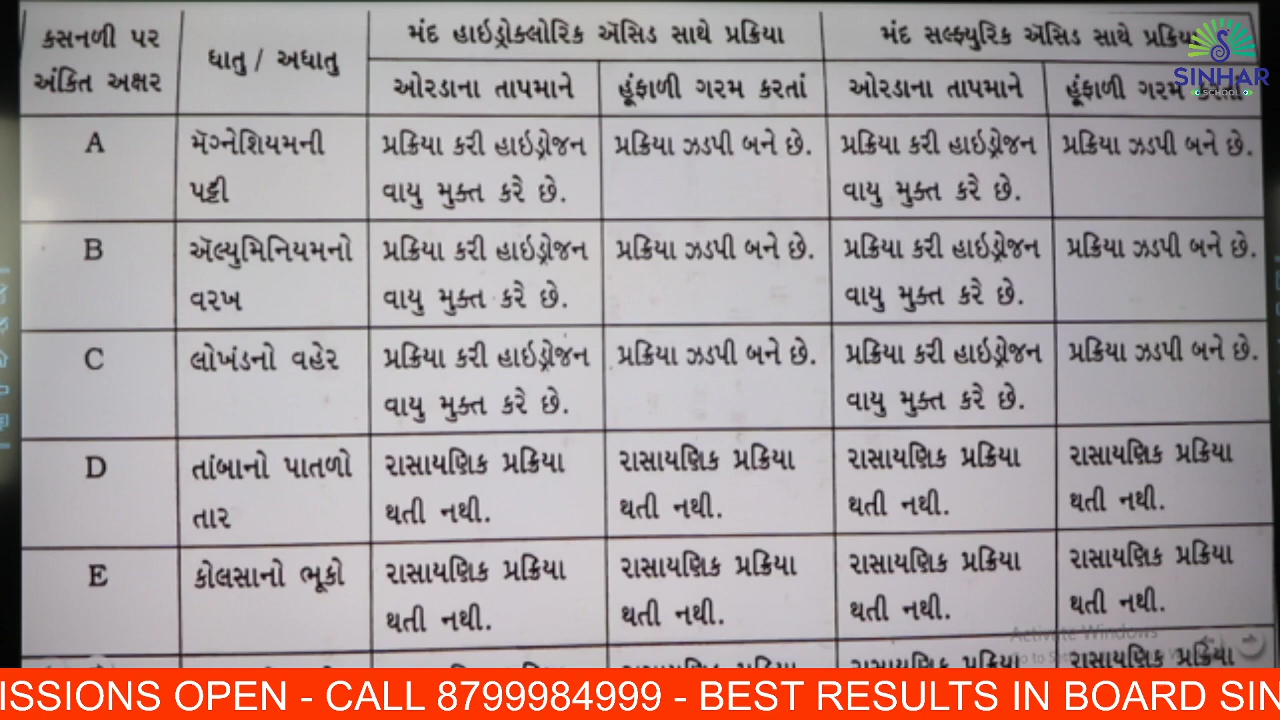 કસનળી પર
અંકિત અક્ષર
ધાતુ / અધાતુ
મંદ હાઇડ્રોક્લોરિક ઍસિડ સાથે પ્રક્રિયા
મંદ સલ્ફ્યુરિક ઍસિડ સાથે પ્રક્રિયા
ઓરડાના તાપમાને
હૂંફાળી ગરમ કરતાં
ઓરડાના તાપમાને
હૂંફાળી ગરમ કરતાં
SINHAR
SCHOOL
A
મૅગ્નેશિયમની
પટ્ટી
પ્રક્રિયા કરી હાઇડ્રોજન
વાયુ મુક્ત કરે છે.
પ્રક્રિયા ઝડપી બને છે.
પ્રક્રિયા કરી હાઇડ્રોજન
વાયુ મુક્ત કરે છે.
પ્રક્રિયા ઝડપી બને છે.
B
ઍલ્યુમિનિયમનો
વરખ
પ્રક્રિયા કરી હાઇડ્રોજન
વાયુ મુક્ત કરે છે.
પ્રક્રિયા ઝડપી બને છે.
પ્રક્રિયા કરી હાઇડ્રોજન
વાયુ મુક્ત કરે છે.
પ્રક્રિયા ઝડપી બને છે.
C
લોખંડનો વહેર
પ્રક્રિયા કરી હાઇડ્રોજન
વાયુ મુક્ત કરે છે.
પ્રક્રિયા ઝડપી બને છે.
પ્રક્રિયા કરી હાઇડ્રોજન
વાયુ મુક્ત કરે છે.
પ્રક્રિયા ઝડપી બને છે.
D
તાંબાનો પાતળો
તાર
રાસાયણિક પ્રક્રિયા
થતી નથી.
રાસાયણિક પ્રક્રિયા
થતી નથી.
રાસાયણિક પ્રક્રિયા
થતી નથી.
રાસાયણિક પ્રક્રિયા
થતી નથી.
E
કોલસાનો ભૂકો
રાસાયણિક પ્રક્રિયા
થતી નથી.
રાસાયણિક પ્રક્રિયા
થતી નથી.
રાસાયણિક પ્રક્રિયા
થતી નથી.
રાસાયણિક પ્રક્રિયા
થતી નથી.
Activate Windows
રાસાયણિક પ્રક્રિયા
ISSIONS OPEN - CALL 8799984999 - BEST RESULTS IN BOARD SIN